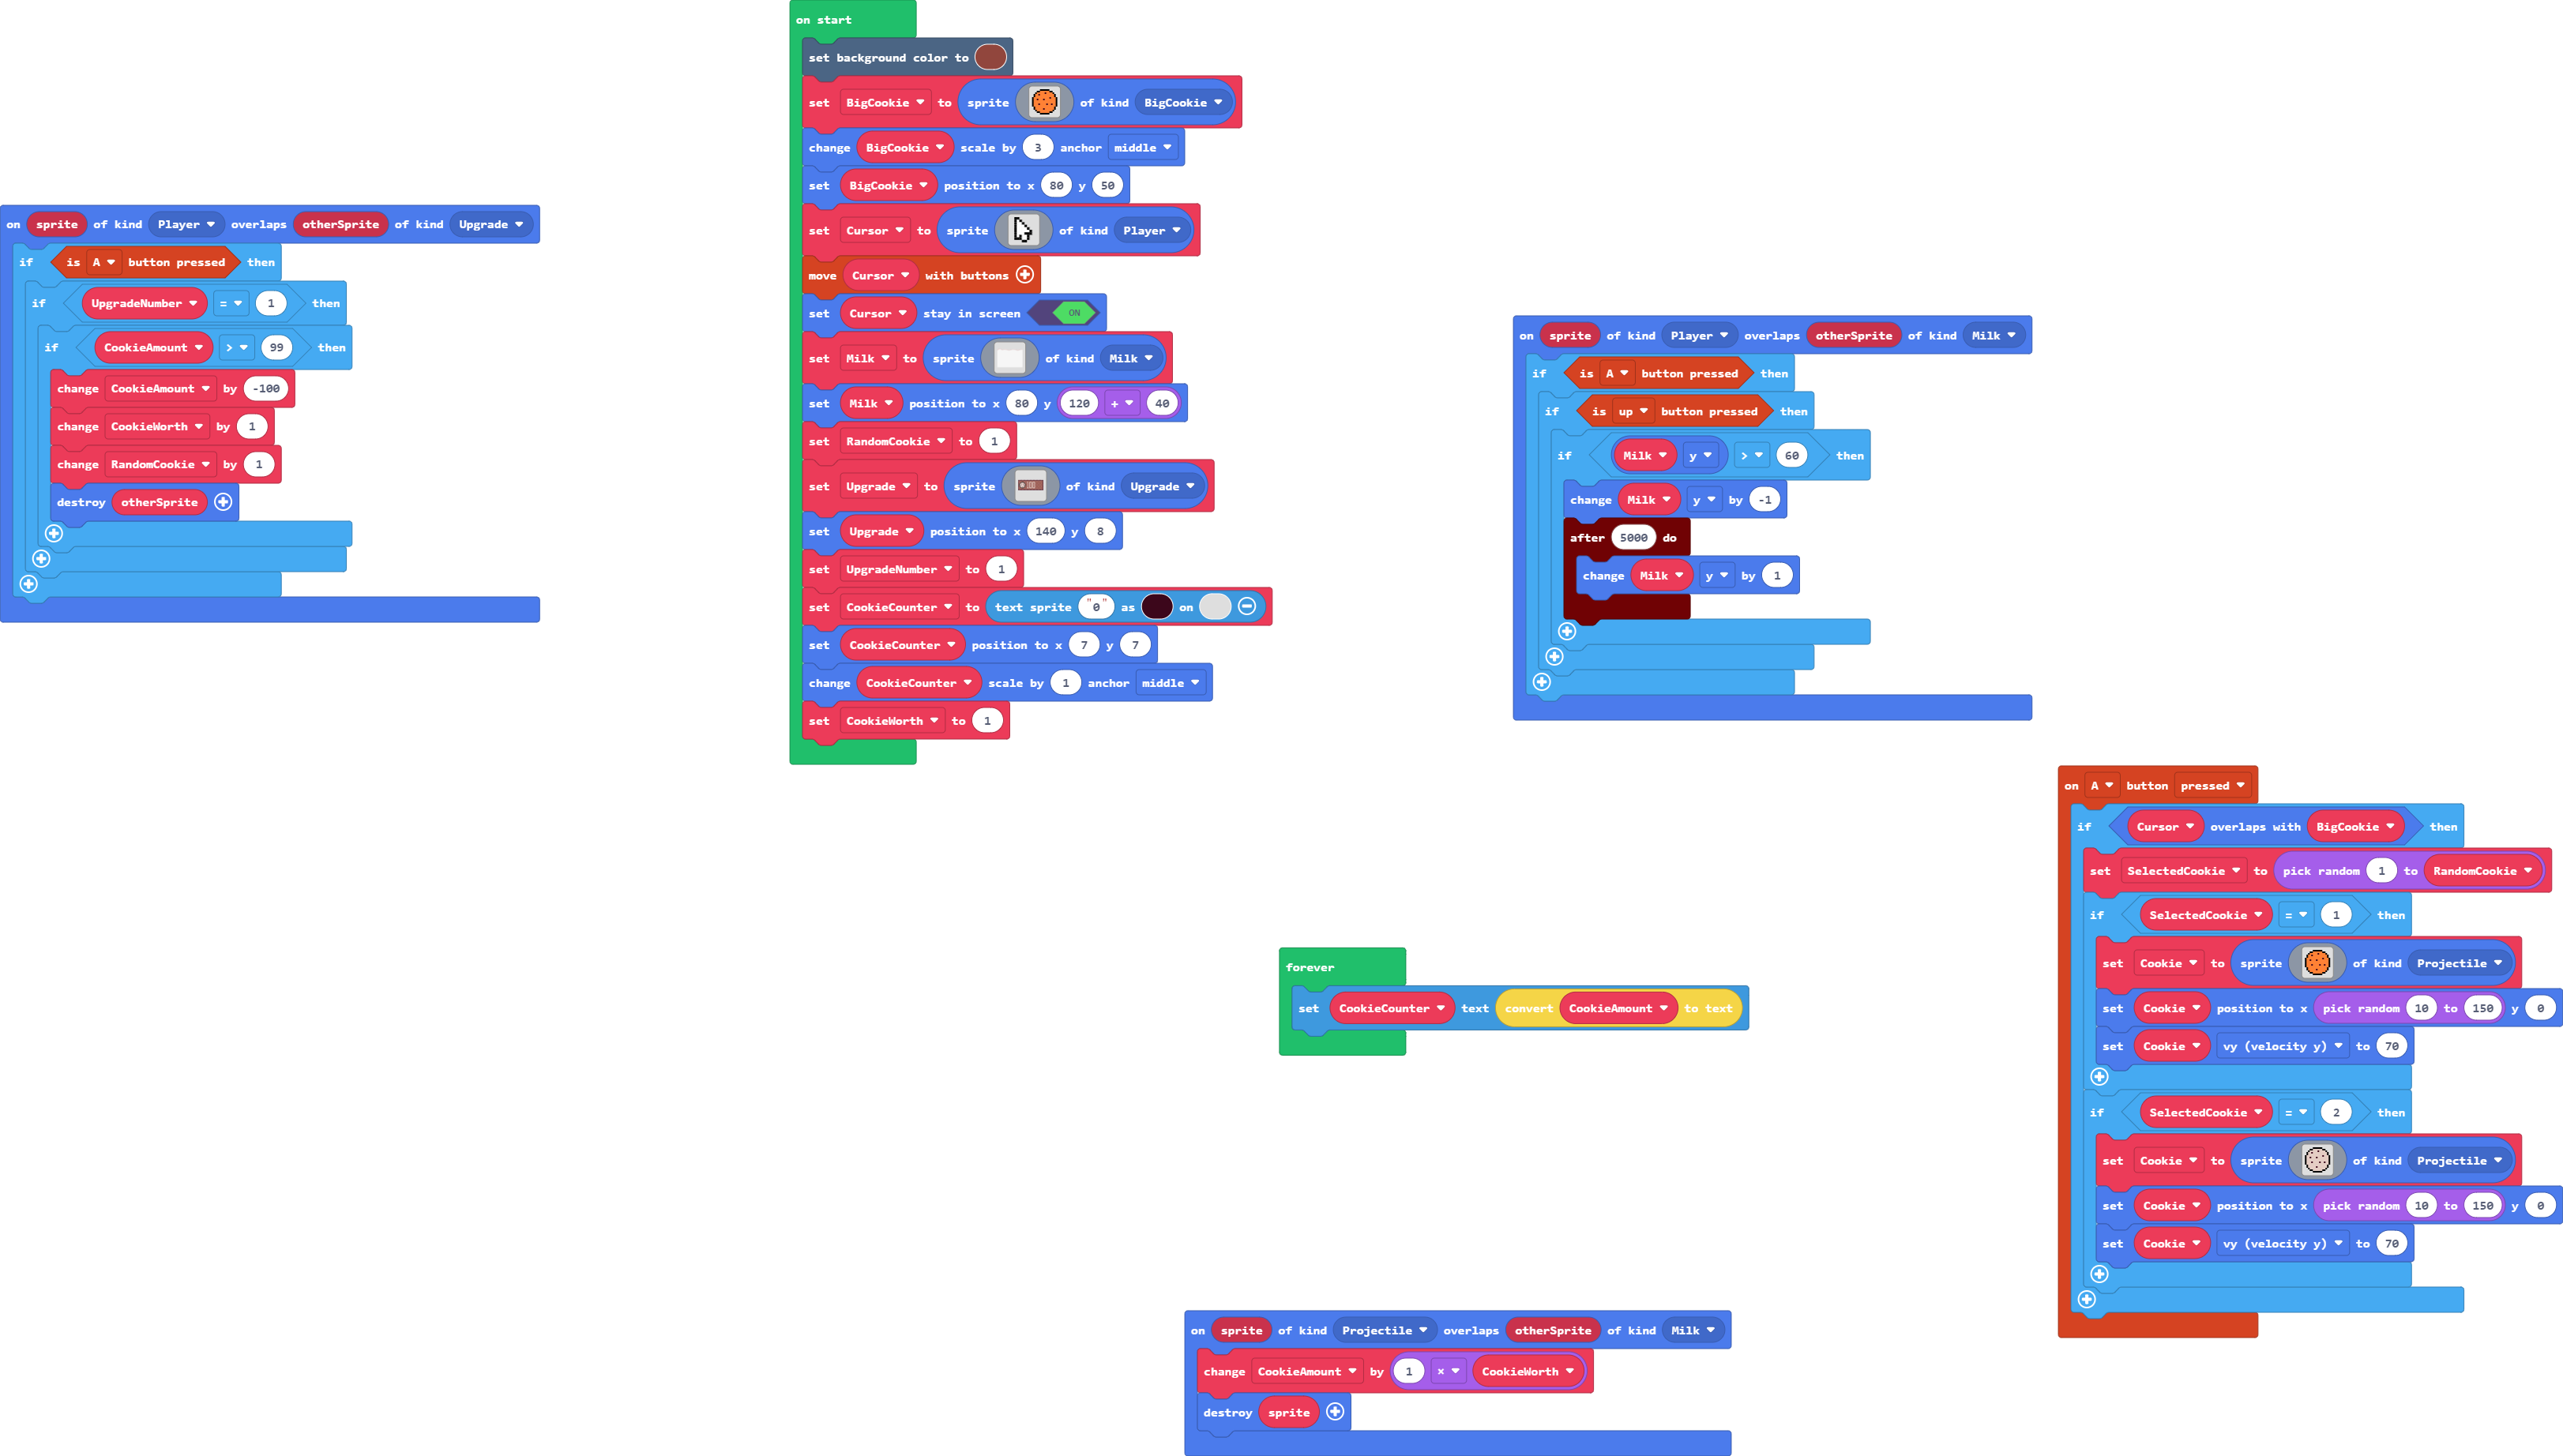 on sprite of kind Player overlaps otherSprite of kind Upgrade
if is A button pressed then
if UpgradeNumber = 1 then
if CookieAmount > 99 then
change CookieAmount by -100
change CookieWorth by 1
change RandomCookie by 1
destroy otherSprite
on start
set background color to
set BigCookie to sprite of kind BigCookie
change BigCookie scale by 3 anchor middle
set BigCookie position to x 80 y 50
set Cursor to sprite of kind Player
move Cursor with buttons
set Cursor stay in screen ON
set Milk to sprite of kind Milk
set Milk position to x 80 y 120 + 40
set RandomCookie to 1
set Upgrade to sprite of kind Upgrade
set Upgrade position to x 140 y 8
set UpgradeNumber to 1
set CookieCounter to text sprite "0" as on
set CookieCounter position to x 7 y 7
change CookieCounter scale by 1 anchor middle
set CookieWorth to 1
on sprite of kind Player overlaps otherSprite of kind Milk
if is A button pressed then
if is up button pressed then
if Milk y > 60 then
change Milk y by -1
after 5000 do
change Milk y by 1
on A button pressed
if Cursor overlaps with BigCookie then
set SelectedCookie to pick random 1 to RandomCookie
if SelectedCookie = 1 then
set Cookie to sprite of kind Projectile
set Cookie position to x pick random 10 to 150 y 0
set Cookie vy (velocity y) to 70
if SelectedCookie = 2 then
set Cookie to sprite of kind Projectile
set Cookie position to x pick random 10 to 150 y 0
set Cookie vy (velocity y) to 70
forever
set CookieCounter text convert CookieAmount to text
on sprite of kind Projectile overlaps otherSprite of kind Milk
change CookieAmount by 1 × CookieWorth
destroy sprite